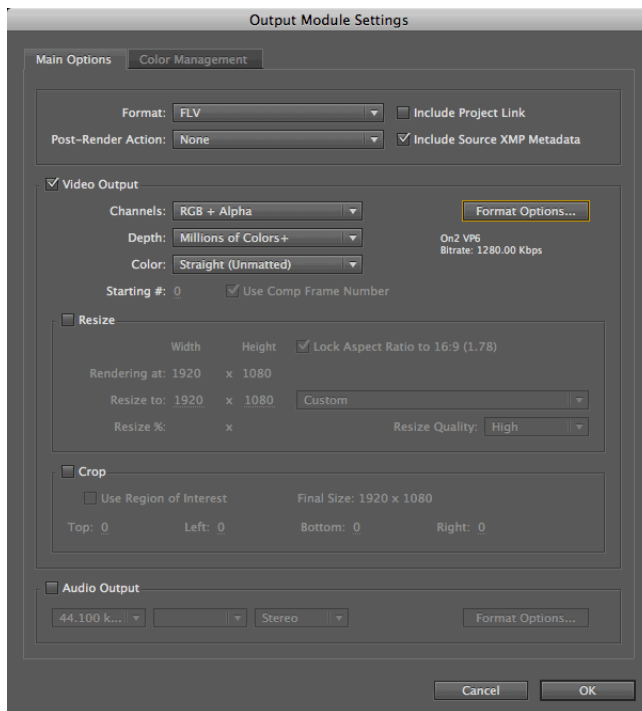 Output Module Settings
Main Options Color Management
Format: FLV Include Project Link
Post-Render Action: None Include Source XMP Metadata
Video Output
Channels: RGB + Alpha Format Options...
Depth: Millions of Colors+ On2 VP6
Bitrate: 1280.00 Kbps
Color: Straight (Unmatted)
Starting #: 0 Use Comp Frame Number
Resize
Width Height Lock Aspect Ratio to 16:9 (1.78)
Rendering at: 1920 x 1080
Resize to: 1920 x 1080 Custom
Resize %: x Resize Quality: High
Crop
Use Region of Interest Final Size: 1920 x 1080
Top: 0 Left: 0 Bottom: 0 Right: 0
Audio Output
44.100 k... Stereo Format Options...
Cancel OK